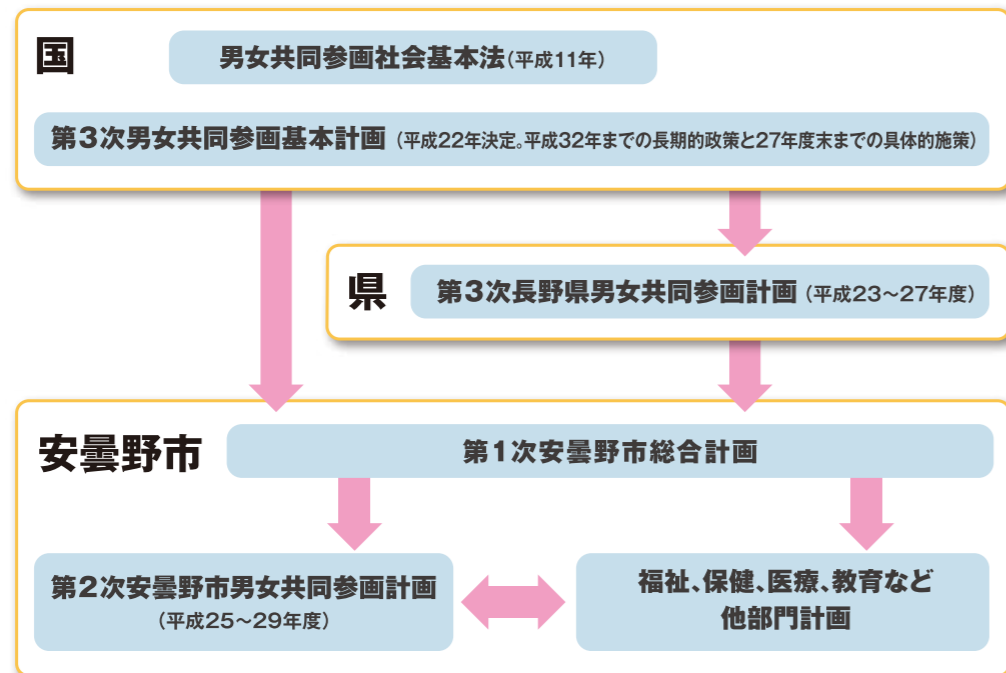 国
男女共同参画社会基本法(平成11年)
第3次男女共同参画基本計画(平成22年決定。平成32年までの長期的政策と27年度末までの具体的施策)
県
第3次長野県男女共同参画計画(平成23～27年度)
安曇野市
第1次安曇野市総合計画
第2次安曇野市男女共同参画計画
(平成25～29年度)
福祉、保健、医療、教育など
他部門計画